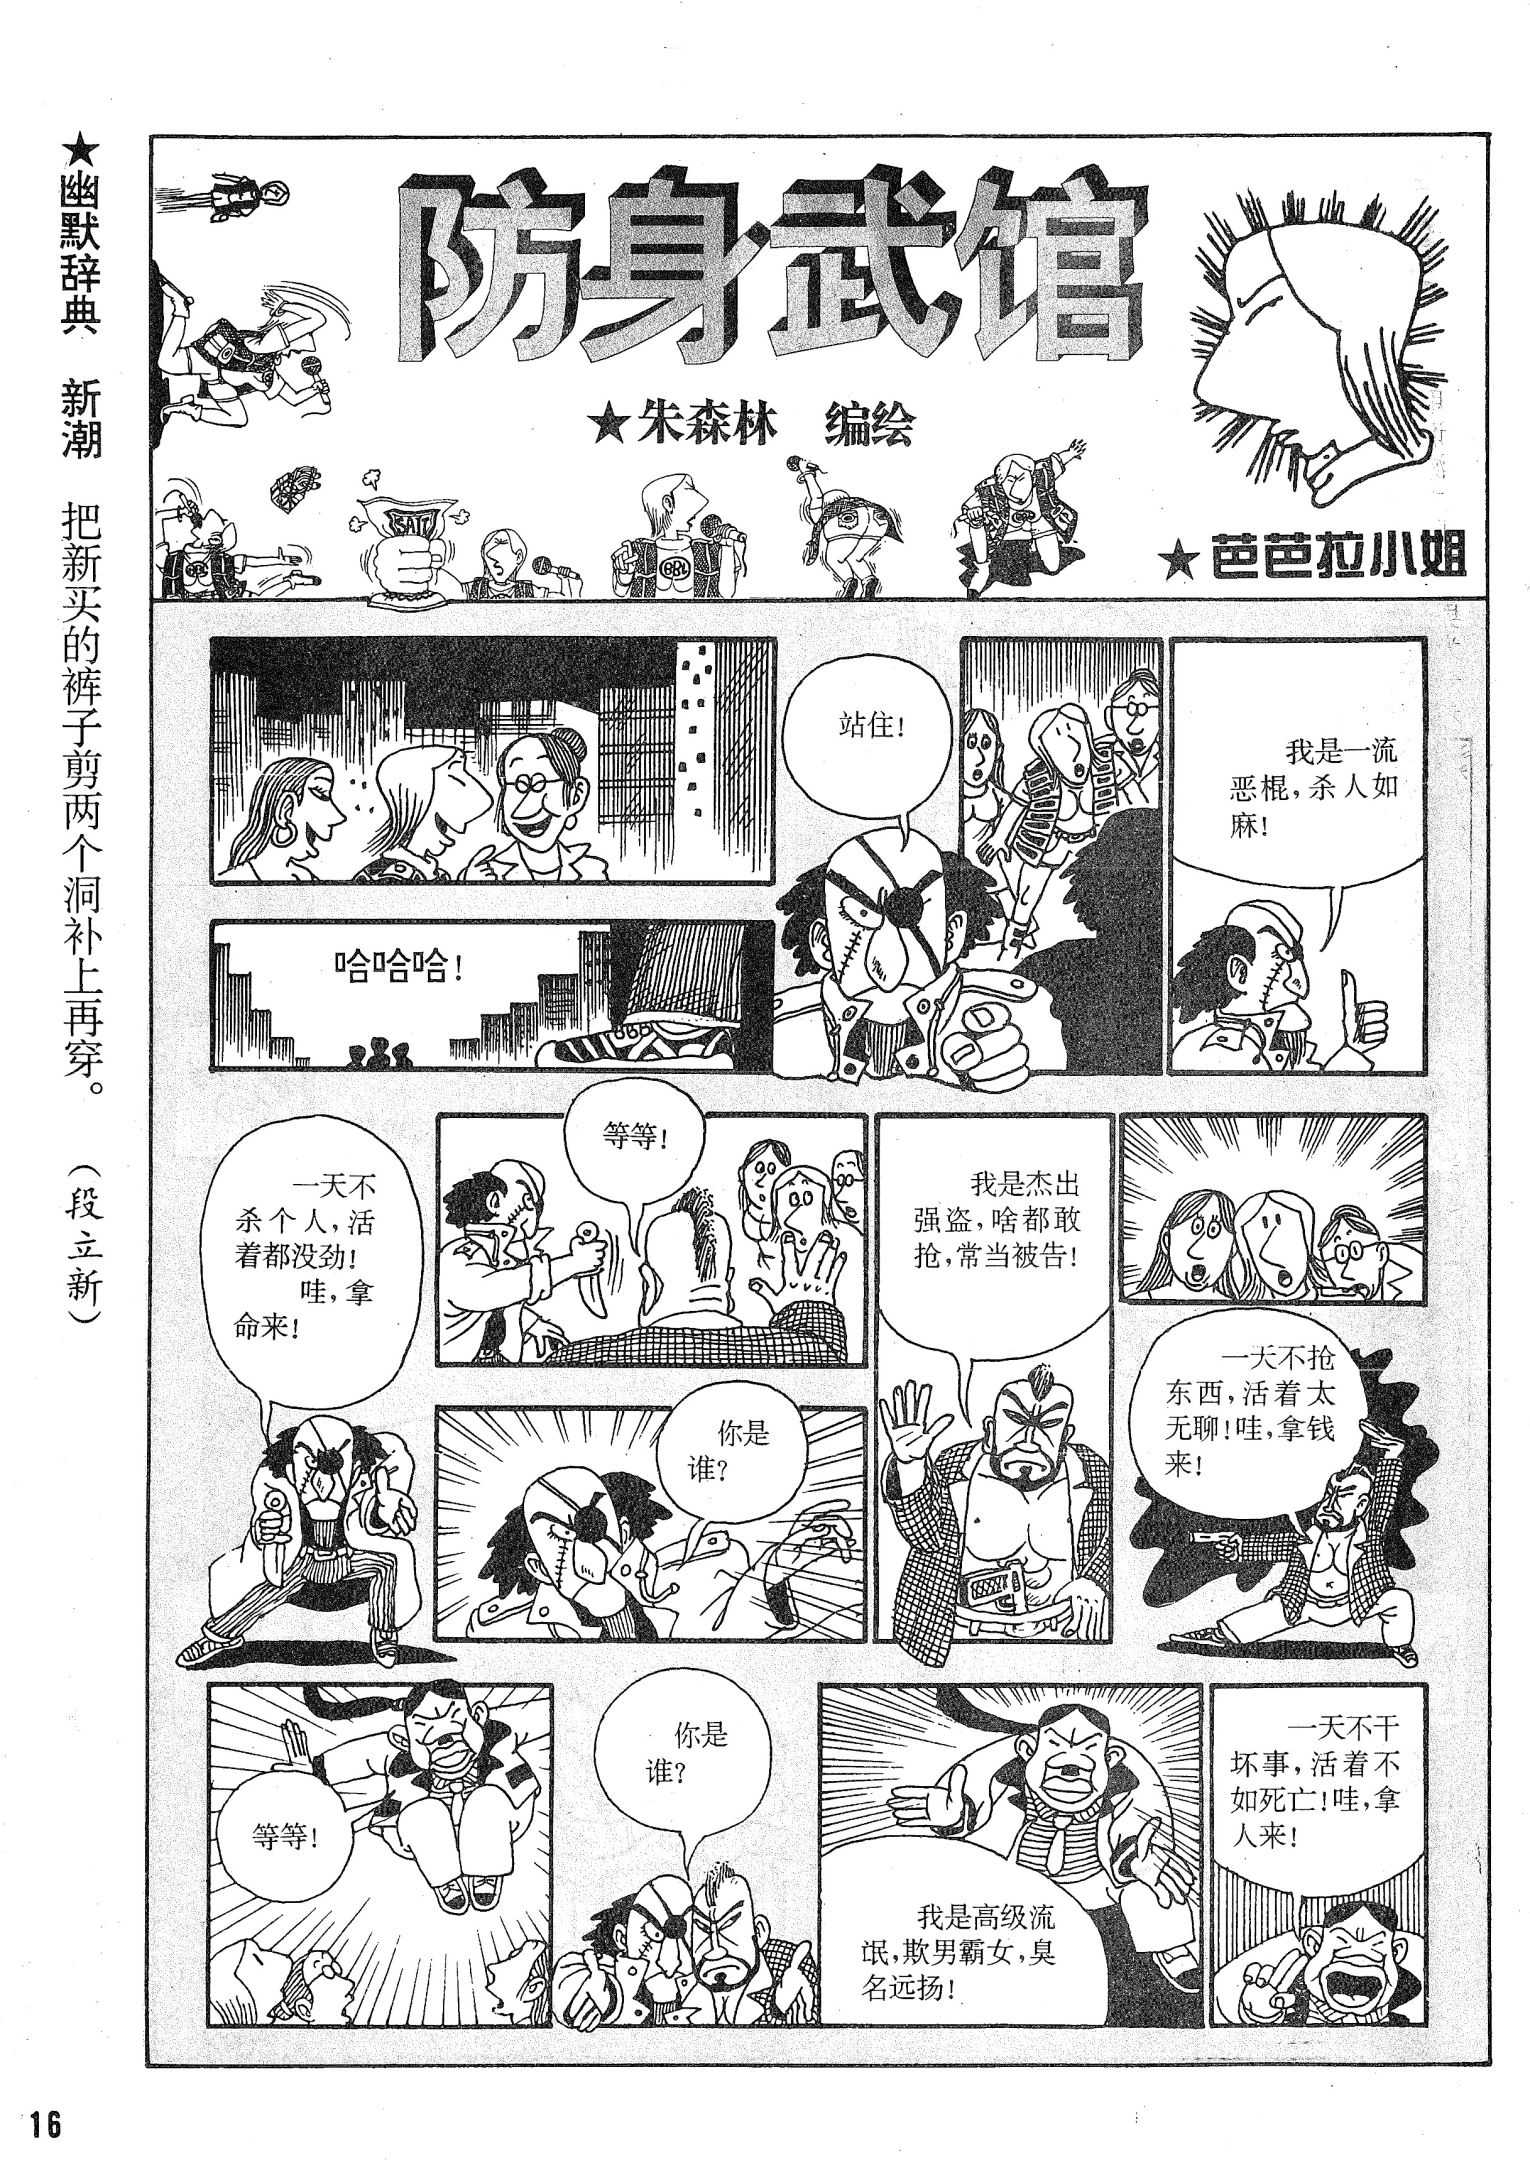 ★幽默辞典 新潮 把新买的裤子剪两个洞补上再穿。 (段立新)
防身武馆
★朱森林 编绘
SALT
BRL
★芭芭拉小姐
哈哈哈!
站住!
我是一流
恶棍,杀人如
麻!
一天不
杀个人,活
着都没劲!
哇,拿
命来!
等等!
你是
谁?
我是杰出
强盗,啥都敢
抢,常当被告!
一天不抢
东西,活着太
无聊!哇,拿钱
来!
等等!
你是
谁?
我是高级流
氓,欺男霸女,臭
名远扬!
一天不干
坏事,活着不
如死亡!哇,拿
人来!
16